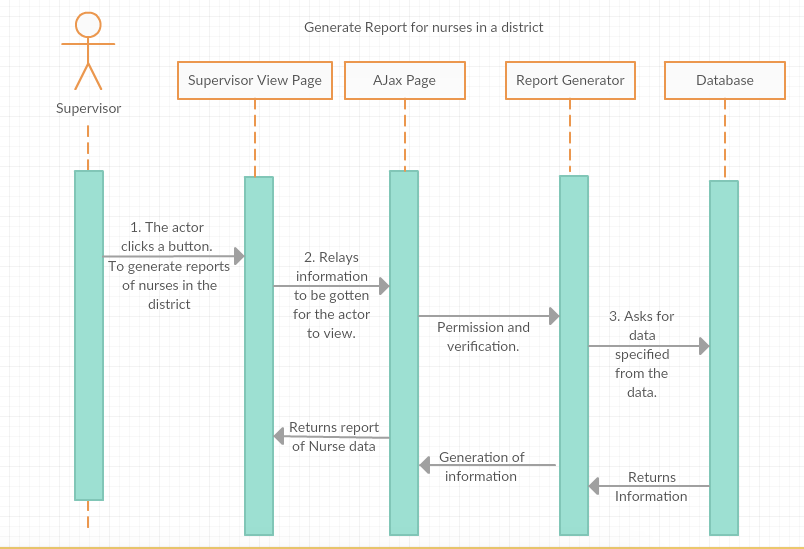 Generate Report for nurses in a district
Supervisor View Page
AJax Page
Report Generator
Database
Supervisor
1. The actor
clicks a button.
To generate reports
of nurses in the
district
2. Relays
information
to be gotten
for the actor
to view.
Permission and
verification.
3. Asks for
data
specified
from the
data.
Returns report
of Nurse data
Generation of
information
Returns
Information